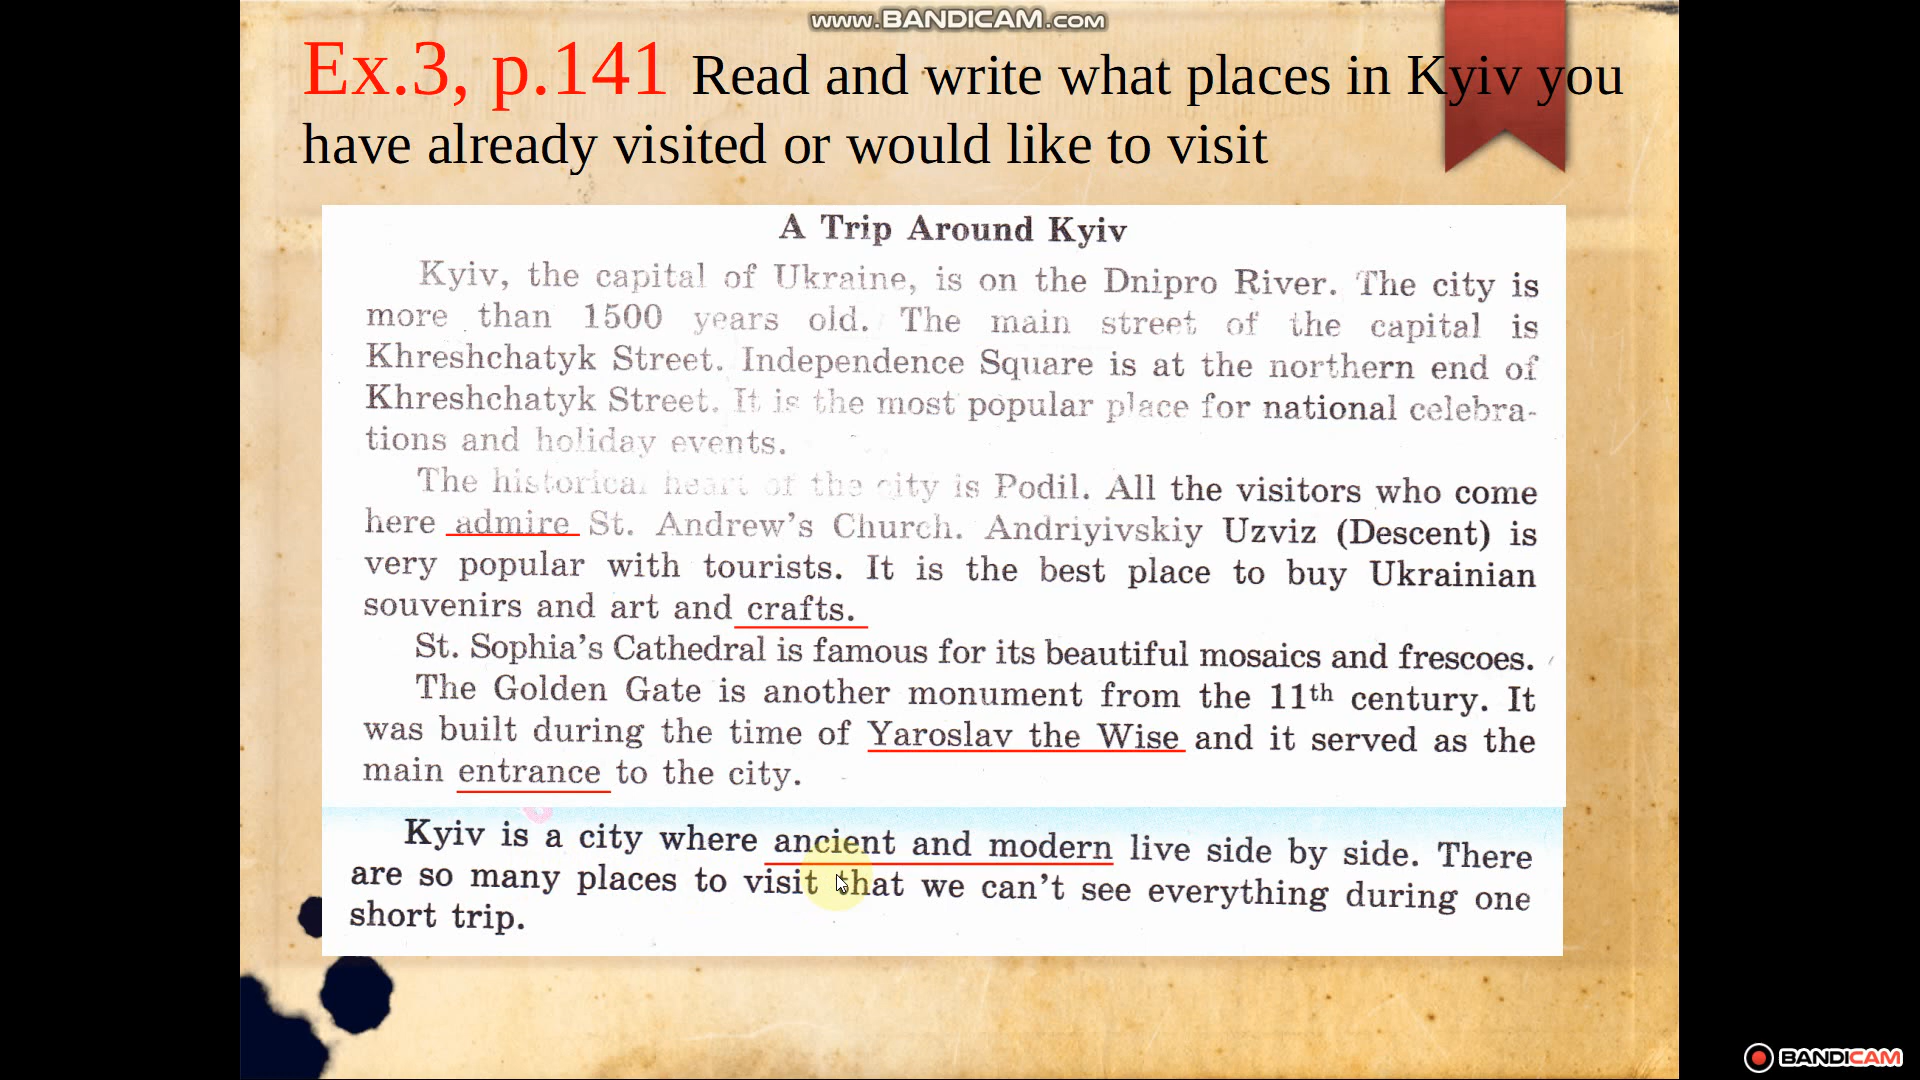 www.BANDICAM.com
Ex.3, p.141 Read and write what places in Kyiv you
have already visited or would like to visit
A Trip Around Kyiv
Kyiv, the capital of Ukraine, is on the Dnipro River. The city is
more than 1500 years old. The main street of the capital is
Khreshchatyk Street. Independence Square is at the northern end of
Khreshchatyk Street. It is the most popular place for national celebra-
tions and holiday events.
The historical heart of the city is Podil. All the visitors who come
here admire St. Andrew's Church. Andriyivskiy Uzviz (Descent) is
very popular with tourists. It is the best place to buy Ukrainian
souvenirs and art and crafts.
St. Sophia's Cathedral is famous for its beautiful mosaics and frescoes.
The Golden Gate is another monument from the 11th century. It
was built during the time of Yaroslav the Wise and it served as the
main entrance to the city.
Kyiv is a city where ancient and modern live side by side. There
are so many places to visit that we can't see everything during one
short trip.
BANDICAM